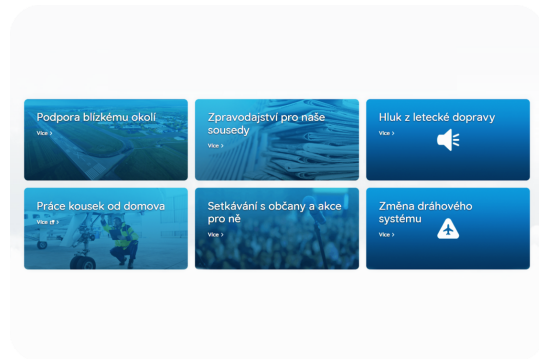 Podpora blízkému okolí
Více >
Zpravodajství pro naše
sousedy
Více >
Hluk z letecké dopravy
Více >
Práce kousek od domova
Více >
Setkávání s občany a akce
pro ně
Více >
Změna dráhového
systému
Více >